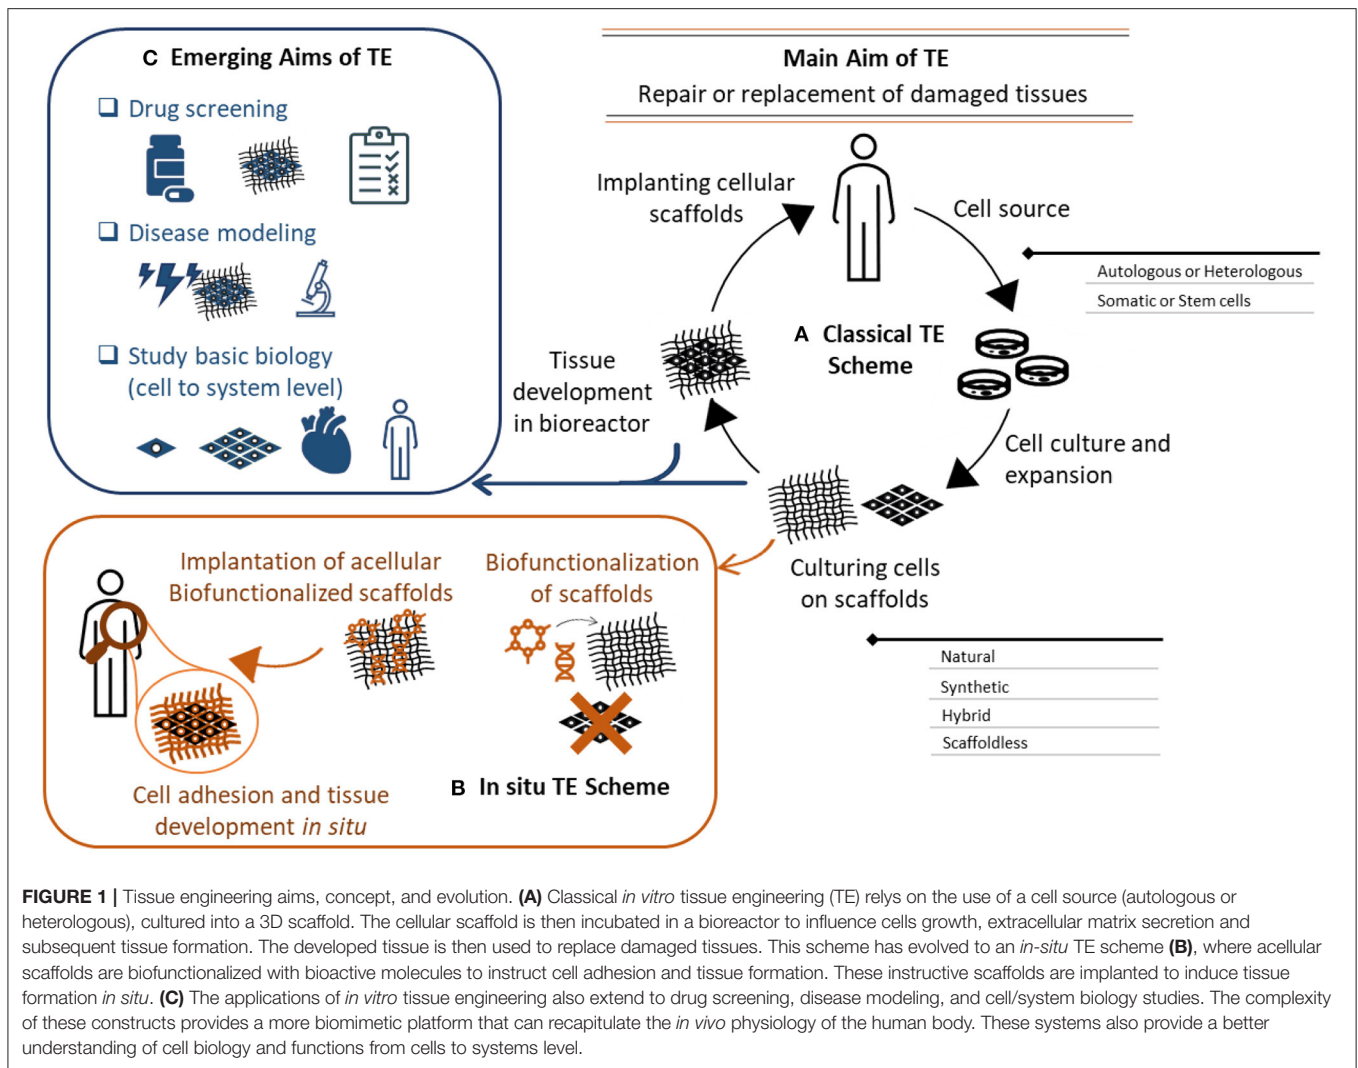 C Emerging Aims of TE
Drug screening
Disease modeling
Study basic biology
(cell to system level)
Main Aim of TE
Repair or replacement of damaged tissues
Implanting cellular
scaffolds
Cell source
Autologous or Heterologous
Somatic or Stem cells
A Classical TE
Scheme
Tissue
development
in bioreactor
Cell culture and
expansion
Culturing cells
on scaffolds
Natural
Synthetic
Hybrid
Scaffoldless
Implantation of acellular
Biofunctionalized scaffolds
Biofunctionalization
of scaffolds
B In situ TE Scheme
Cell adhesion and tissue
development in situ
FIGURE 1 | Tissue engineering aims, concept, and evolution. (A) Classical in vitro tissue engineering (TE) relies on the use of a cell source (autologous or
heterologous), cultured into a 3D scaffold. The cellular scaffold is then incubated in a bioreactor to influence cells growth, extracellular matrix secretion and
subsequent tissue formation. The developed tissue is then used to replace damaged tissues. This scheme has evolved to an in-situ TE scheme (B), where acellular
scaffolds are biofunctionalized with bioactive molecules to instruct cell adhesion and tissue formation. These instructive scaffolds are implanted to induce tissue
formation in situ. (C) The applications of in vitro tissue engineering also extend to drug screening, disease modeling, and cell/system biology studies. The complexity
of these constructs provides a more biomimetic platform that can recapitulate the in vivo physiology of the human body. These systems also provide a better
understanding of cell biology and functions from cells to systems level.